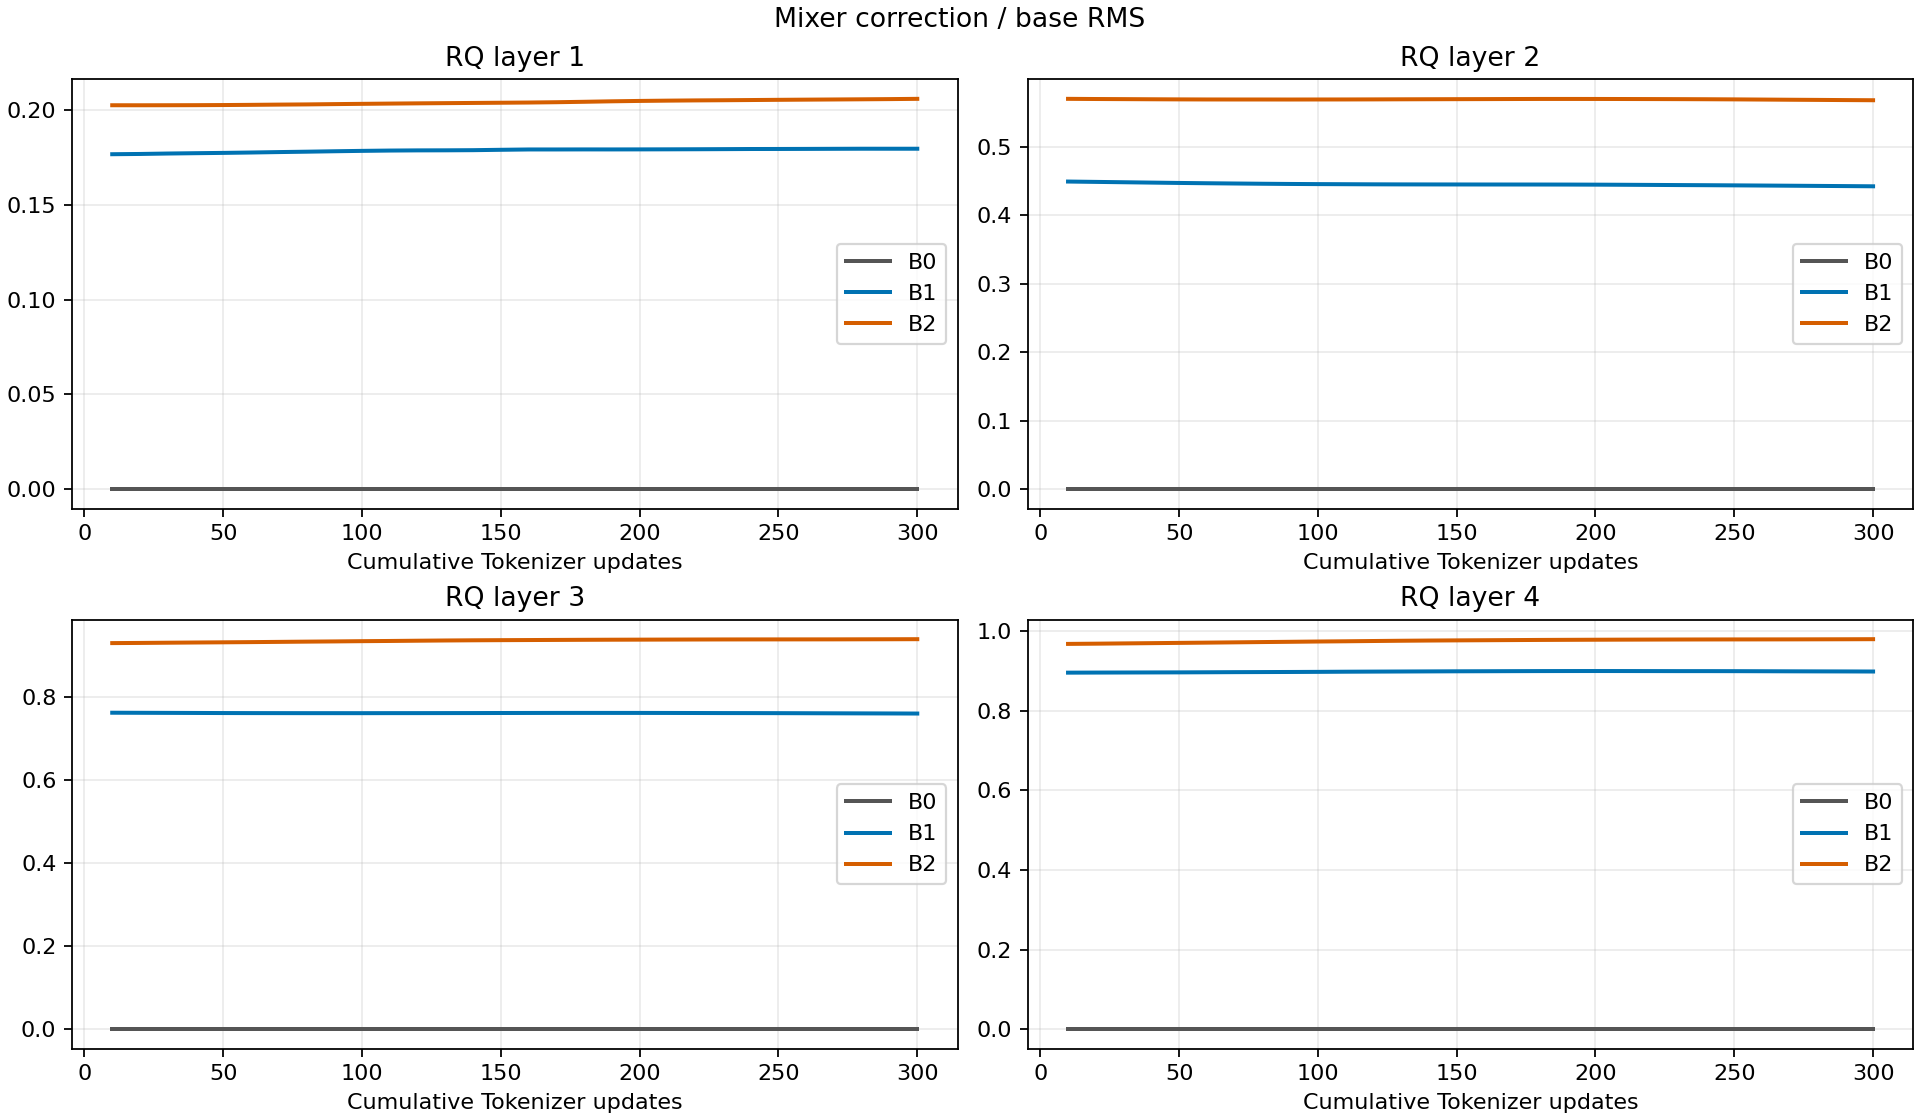 Mixer correction / base RMS
RQ layer 1
0.20
0.15
0.10
0.05
0.00
B0
B1
B2
0 50 100 150 200 250 300
Cumulative Tokenizer updates
RQ layer 2
0.5
0.4
0.3
0.2
0.1
0.0
B0
B1
B2
0 50 100 150 200 250 300
Cumulative Tokenizer updates
RQ layer 3
0.8
0.6
0.4
0.2
0.0
B0
B1
B2
0 50 100 150 200 250 300
Cumulative Tokenizer updates
RQ layer 4
1.0
0.8
0.6
0.4
0.2
0.0
B0
B1
B2
0 50 100 150 200 250 300
Cumulative Tokenizer updates